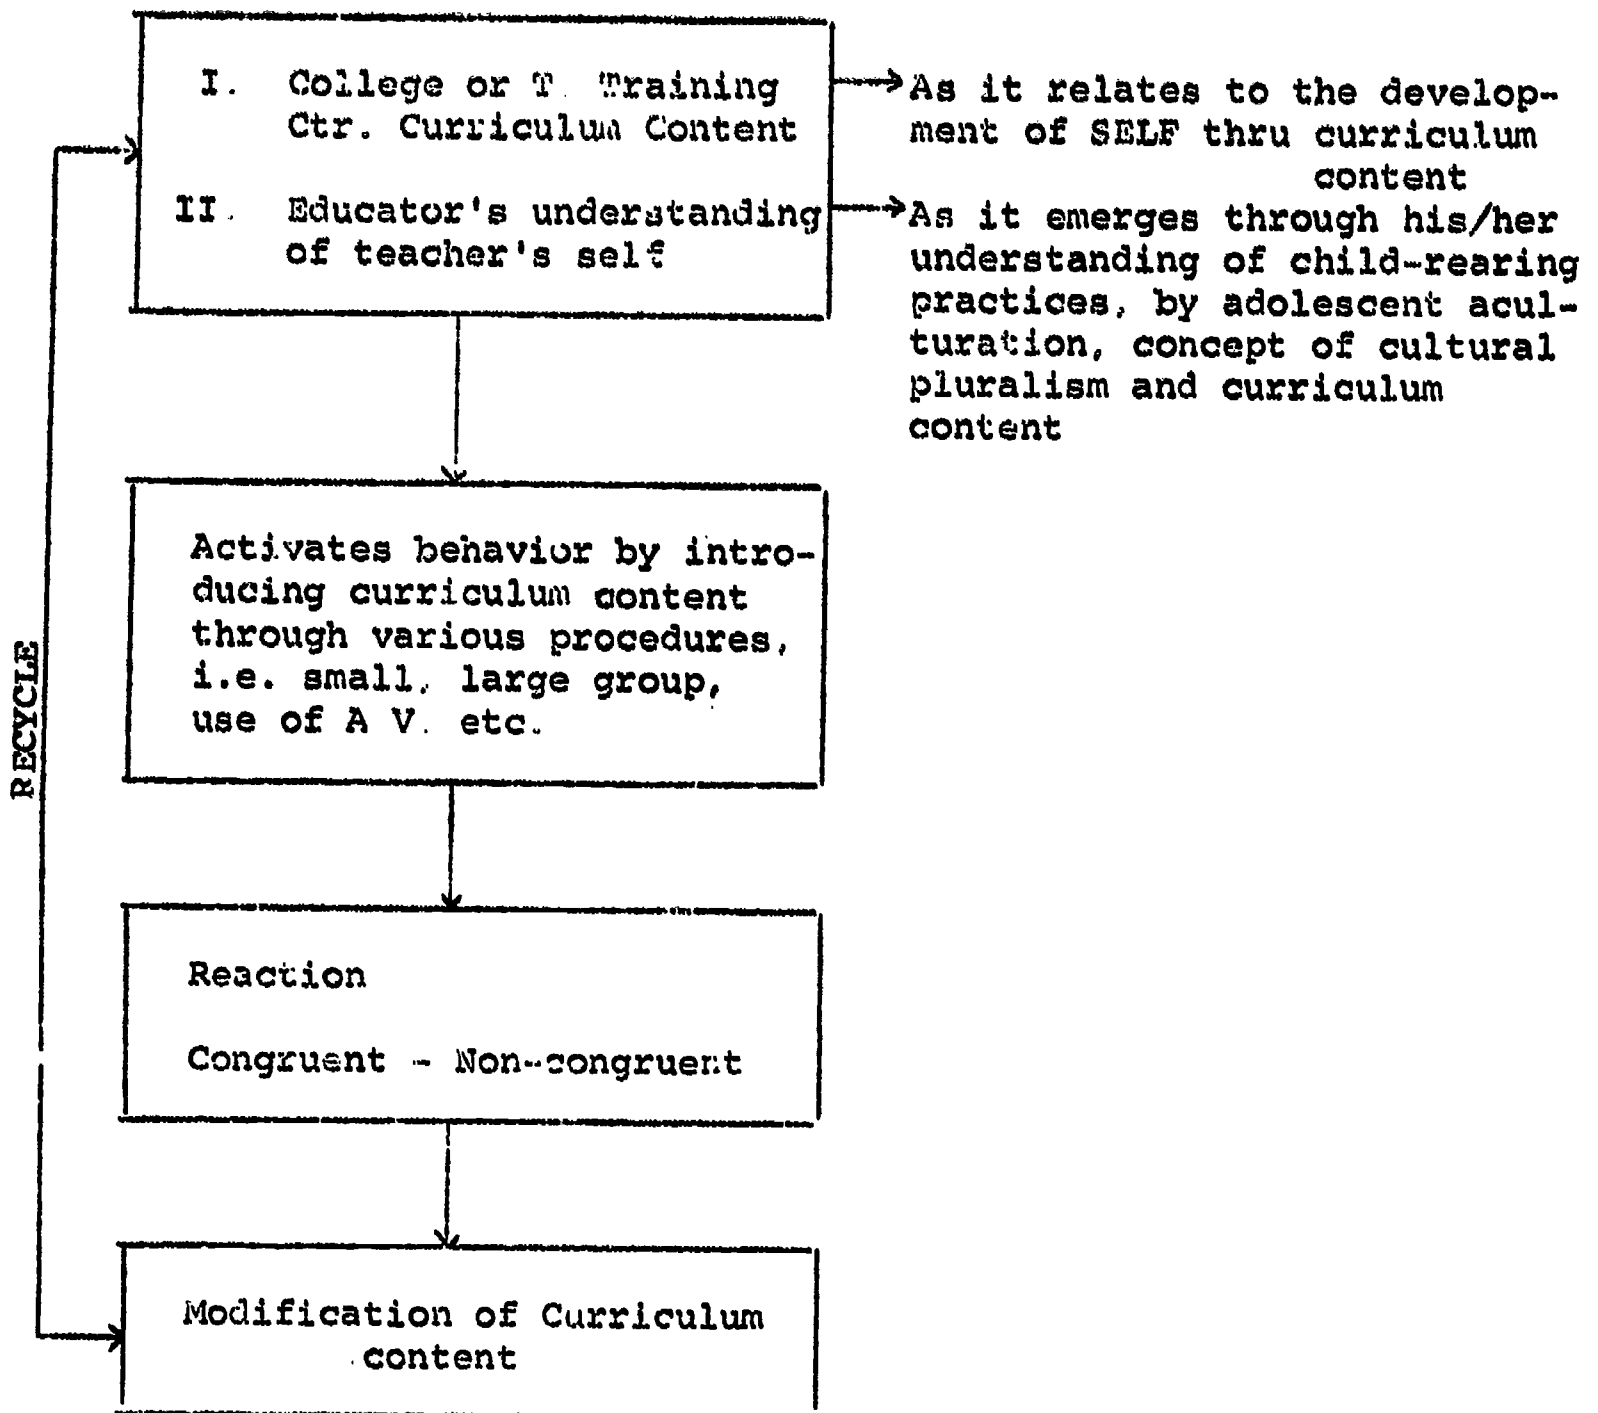 I. College or T. Training
Ctr. Curriculum Content
II. Educator's understanding
of teacher's self
As it relates to the develop-
ment of SELF thru curriculum
content
As it emerges through his/her
understanding of child-rearing
practices, by adolescent acul-
turation, concept of cultural
pluralism and curriculum
content
Activates behavior by intro-
ducing curriculum content
through various procedures,
i.e. small, large group,
use of A V. etc.
Reaction
Congruent - Non-congruent
Modification of Curriculum
content
RECYCLE